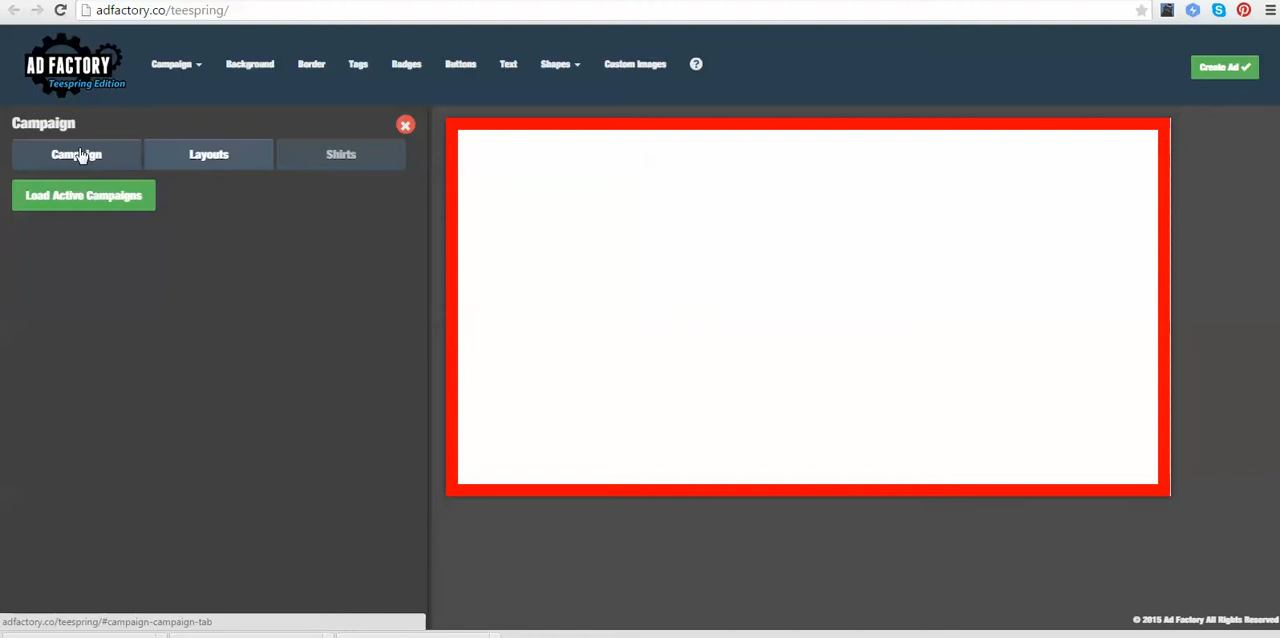 adfactory.co/teespring/
AD FACTORY
Teespring Edition
Campaign
Background
Border
Tags
Badges
Buttons
Text
Shapes
Custom Images
?
Create Ad
Campaign
Campaign
Layouts
Shirts
Load Active Campaigns
adfactory.co/teespring/#campaign-campaign-tab
© 2015 Ad Factory All Rights Reserved